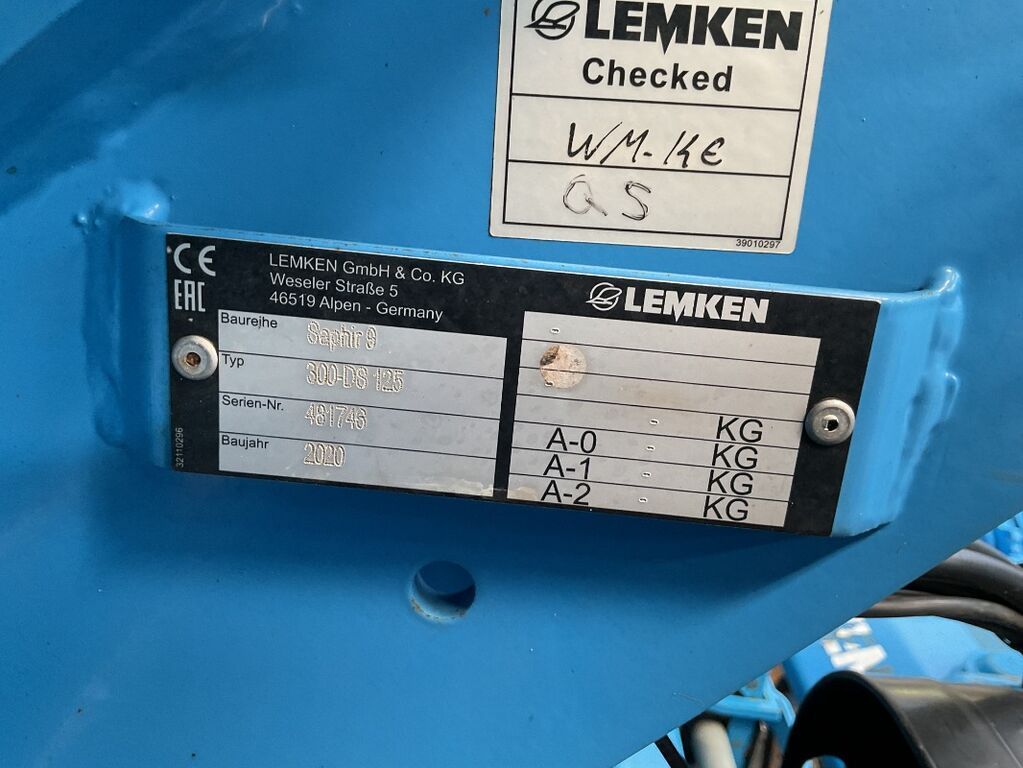 LEMKEN
Checked
WM-KE
QS
39010297
CE
EAC
LEMKEN GmbH & Co. KG
Weseler Straße 5
46519 Alpen - Germany
LEMKEN
Baureihe Saphir 9
Typ 300-DS 125
Serien-Nr. 481746
Baujahr 2020
32110296
-
-
- KG
A-0 - KG
A-1 - KG
A-2 KG